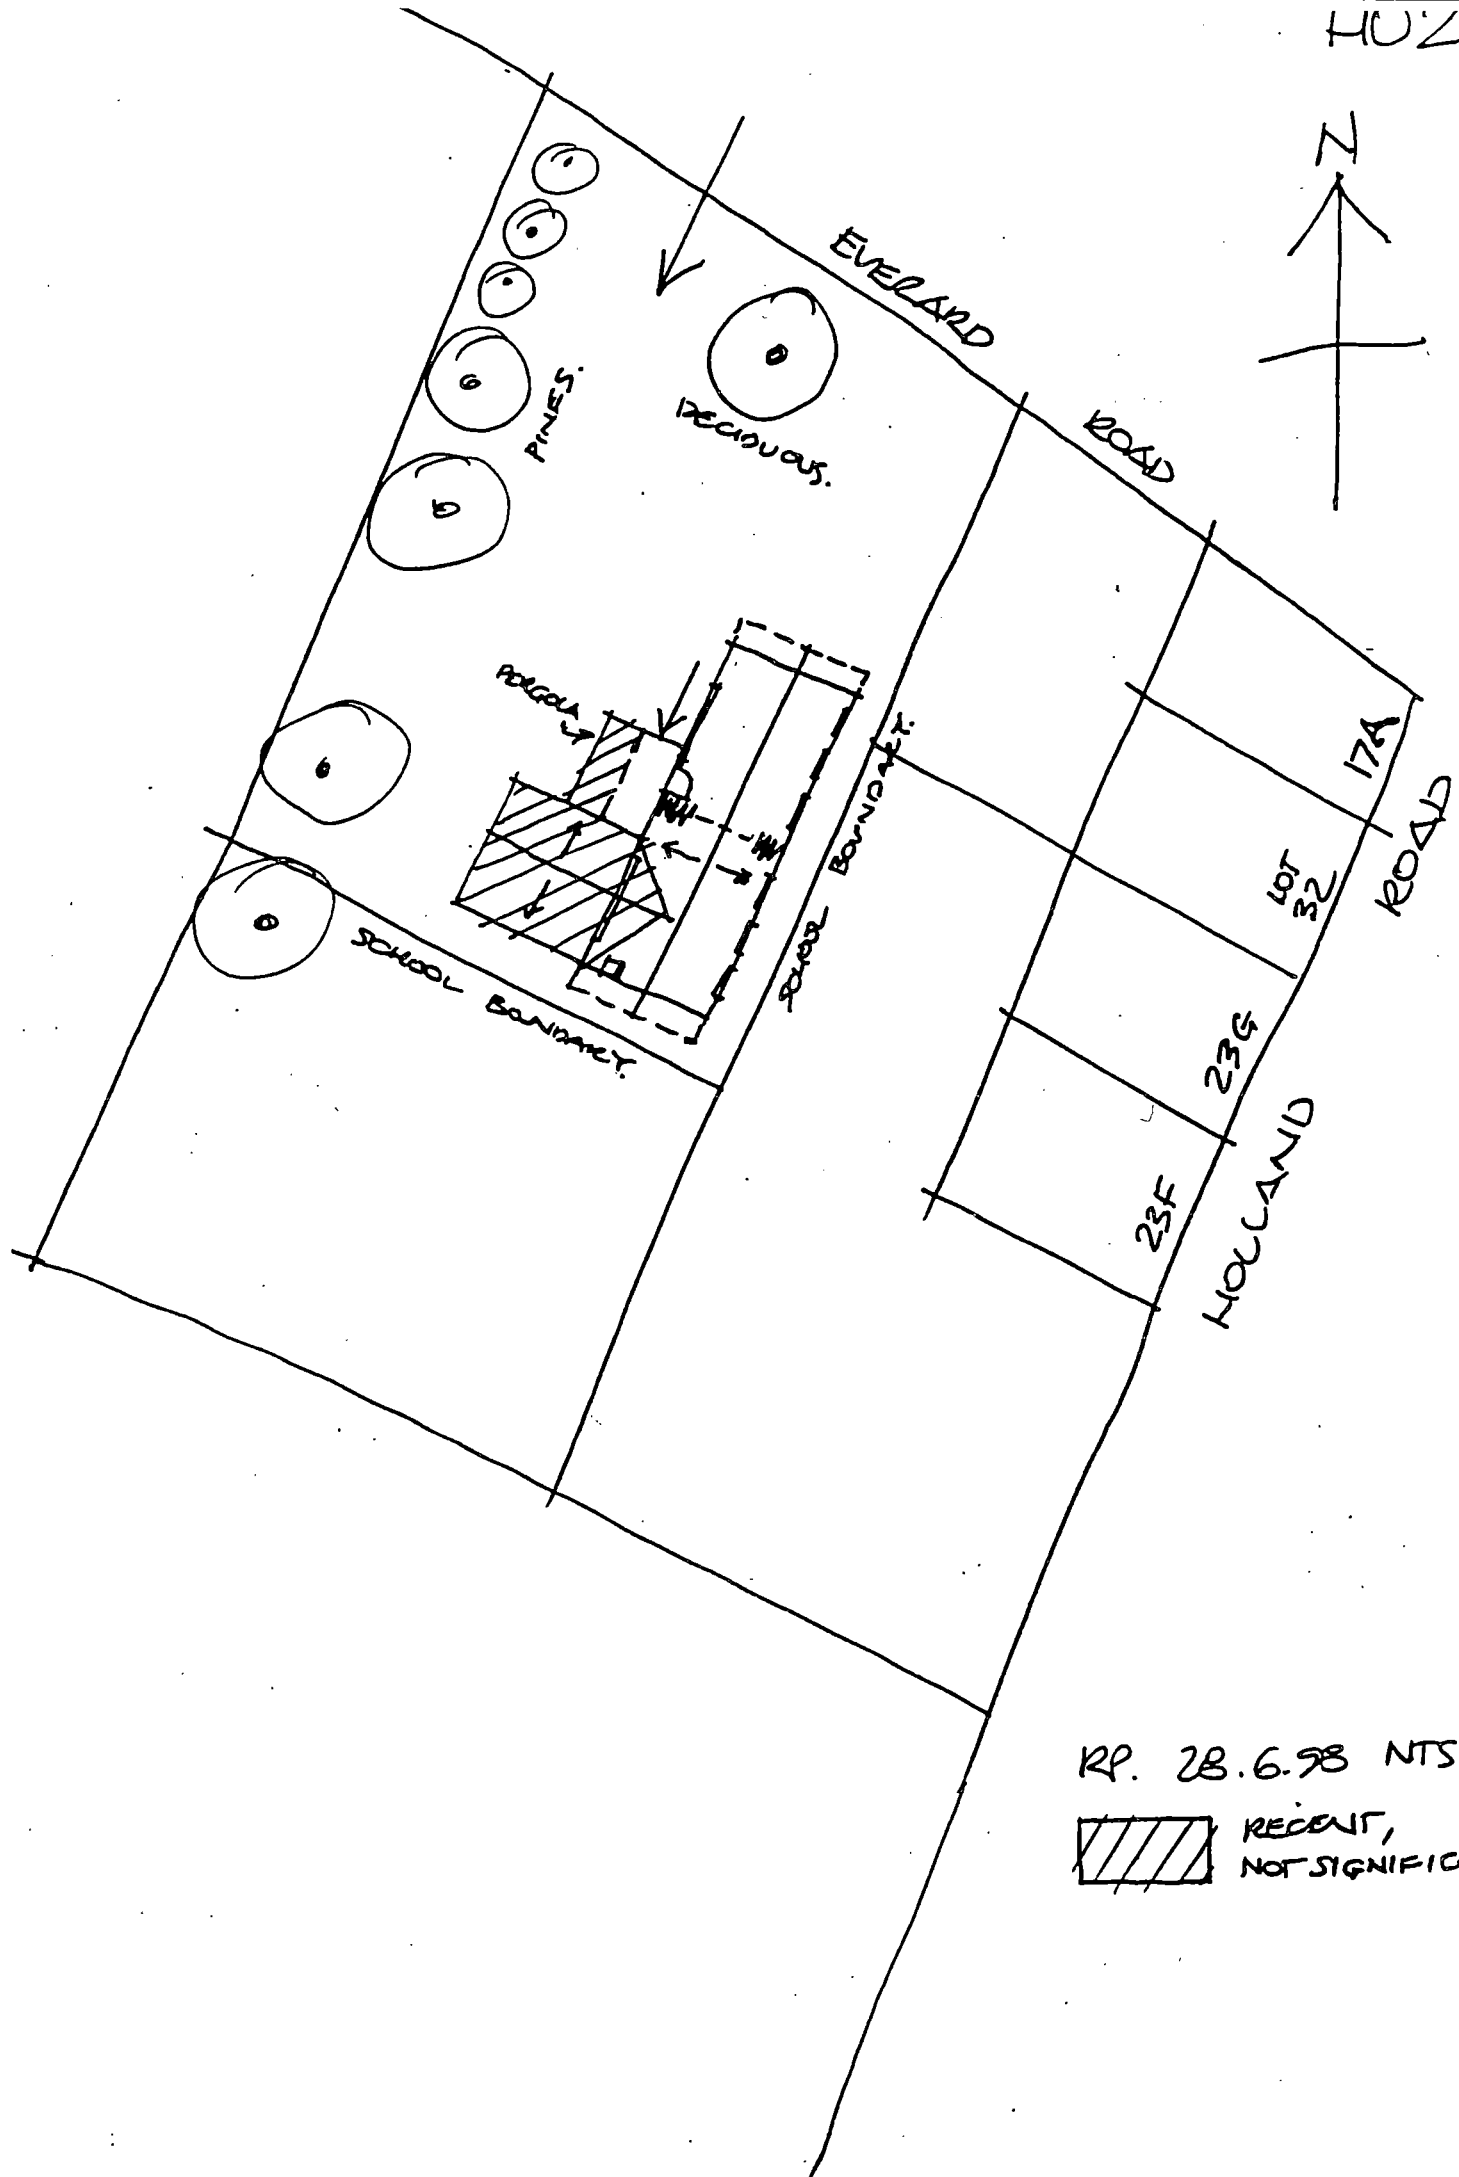 HU2
N
EVERARD
ROAD
PINES.
DECIDUOUS.
PERGOLA
SCHOOL BOUNDARY.
SCHOOL BOUNDARY.
17A
LOT
32
23G
23F
HOLLAND ROAD
RP. 28.6.98 NTS
RECENT,
NOT SIGNIFIC